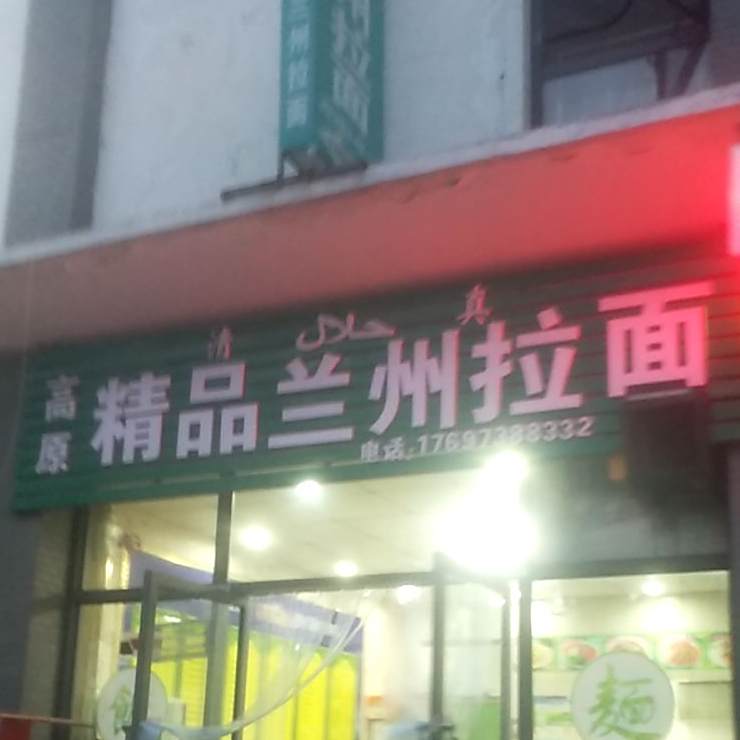 兰州拉面
清 حلال 真
高原
精品兰州拉面
电话:17697388332
麺